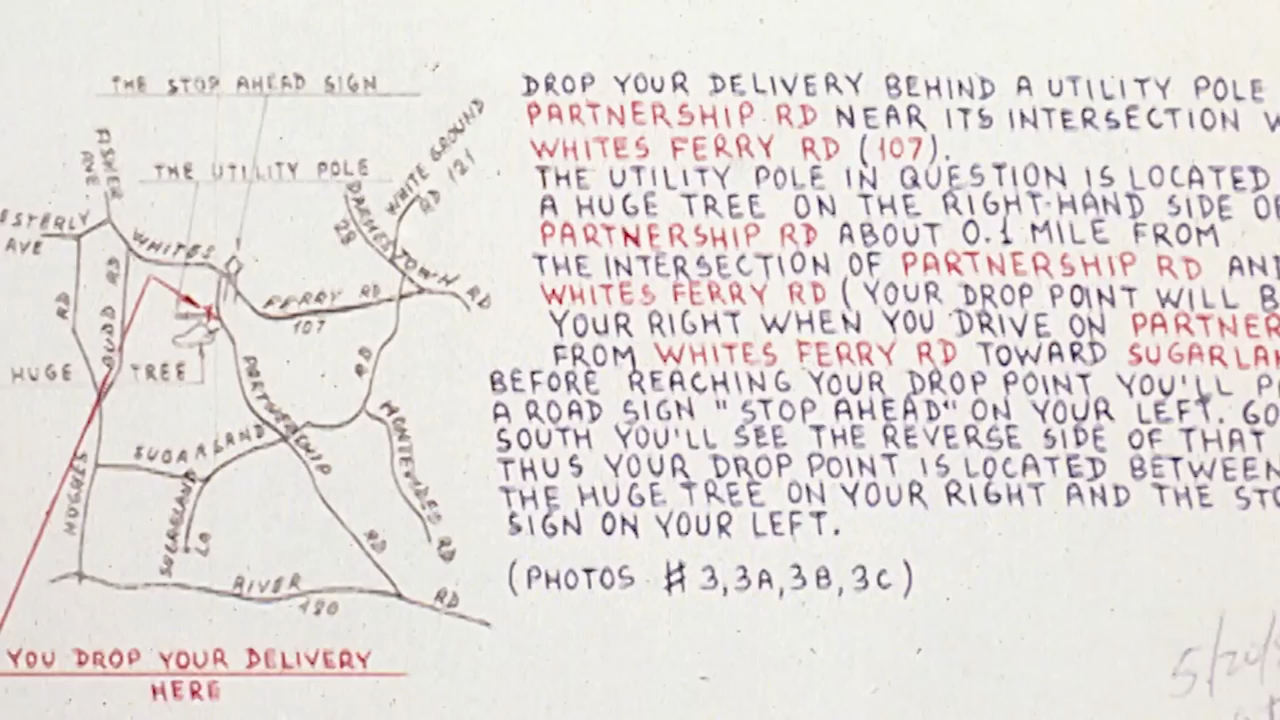 THE STOP AHEAD SIGN
THE UTILITY POLE
ASHER
AVE
ESTERLY
AVE
WHITES
FERRY RD
107
DARNESTOWN RD
28
WHITE GROUND
RD 121
RD
BUDD RD
HUGE TREE
PARTNERSHIP
RD
RD
SUGARLAND
SUGARLAND
LA
HUGHES
MONTEVIDEO RD
RIVER
RD
190
YOU DROP YOUR DELIVERY
HERE
DROP YOUR DELIVERY BEHIND A UTILITY POLE
PARTNERSHIP RD NEAR ITS INTERSECTION W
WHITES FERRY RD (107).
THE UTILITY POLE IN QUESTION IS LOCATED
A HUGE TREE ON THE RIGHT-HAND SIDE OF
PARTNERSHIP RD ABOUT 0.1 MILE FROM
THE INTERSECTION OF PARTNERSHIP RD AND
WHITES FERRY RD (YOUR DROP POINT WILL B
YOUR RIGHT WHEN YOU DRIVE ON PARTNER
FROM WHITES FERRY RD TOWARD SUGARLA
BEFORE REACHING YOUR DROP POINT YOU'LL P
A ROAD SIGN "STOP AHEAD" ON YOUR LEFT. GO
SOUTH YOU'LL SEE THE REVERSE SIDE OF THAT
THUS YOUR DROP POINT IS LOCATED BETWEEN
THE HUGE TREE ON YOUR RIGHT AND THE STO
SIGN ON YOUR LEFT.
(PHOTOS # 3,3A,3B,3C)
5/20/